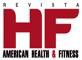 REVISTA
HF
AMERICAN HEALTH & FITNESS